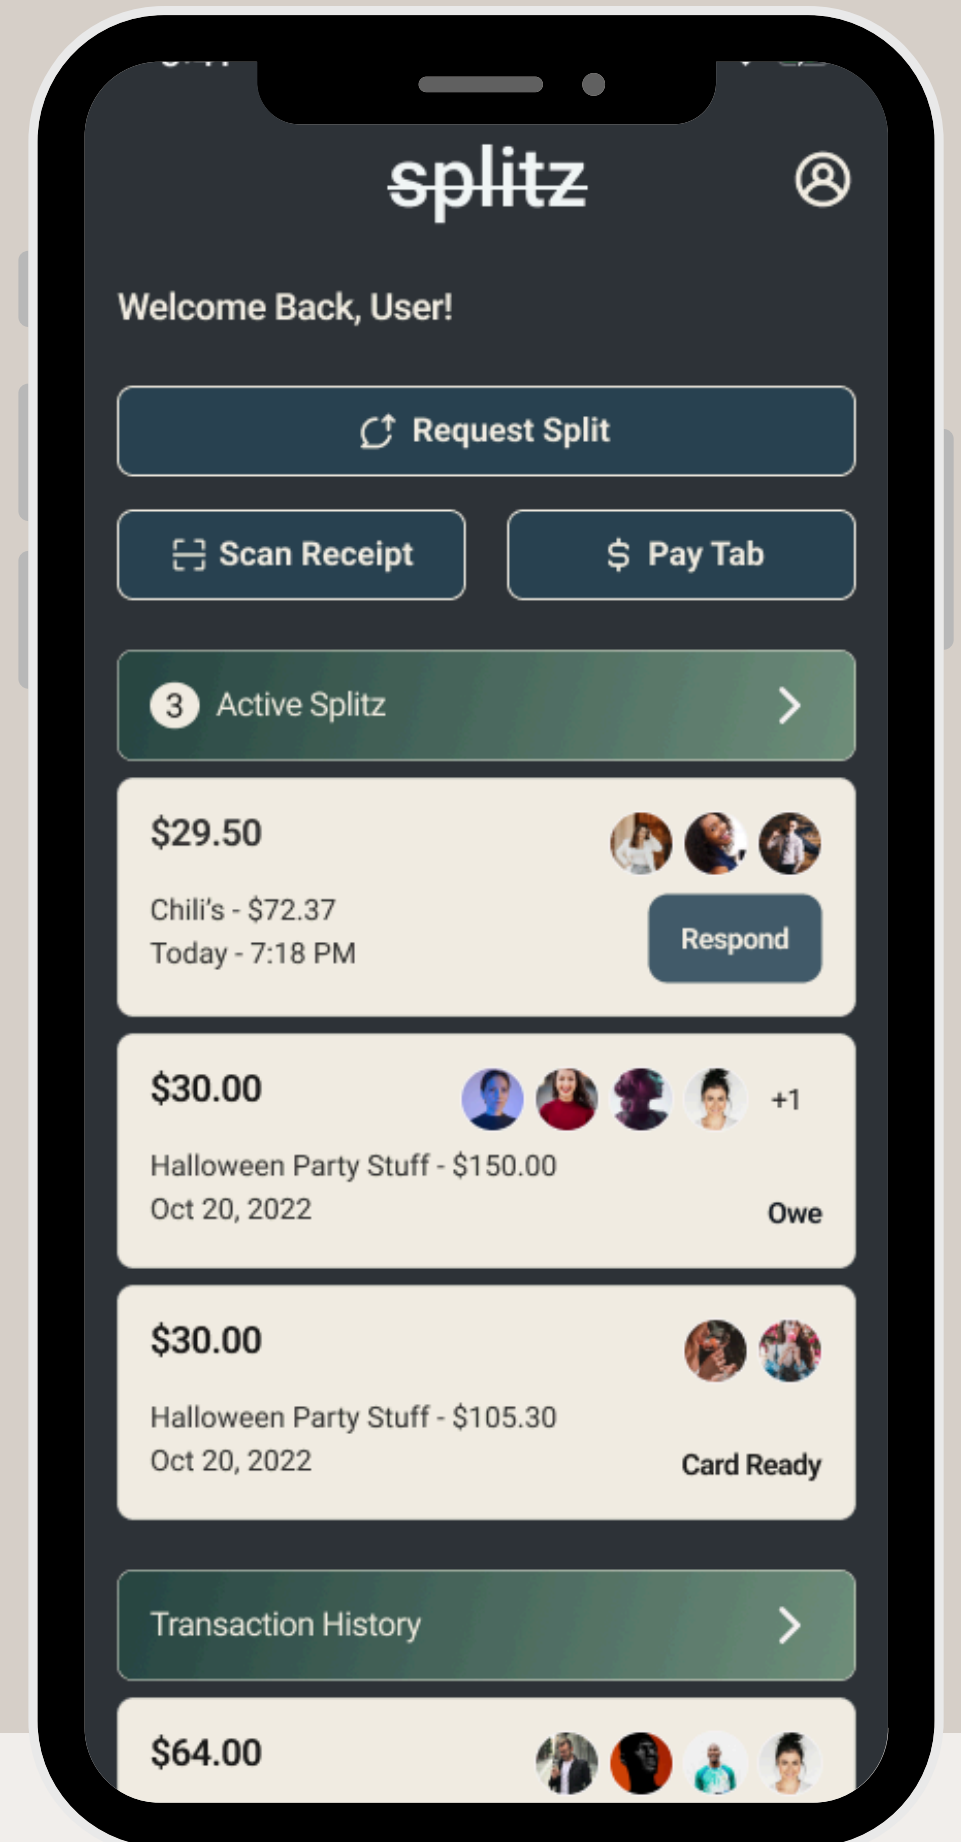 splitz
Welcome Back, User!
Request Split
Scan Receipt
$ Pay Tab
3 Active Splitz
$29.50
Chili's - $72.37
Today - 7:18 PM
Respond
$30.00
+1
Halloween Party Stuff - $150.00
Oct 20, 2022
Owe
$30.00
Halloween Party Stuff - $105.30
Oct 20, 2022
Card Ready
Transaction History
$64.00